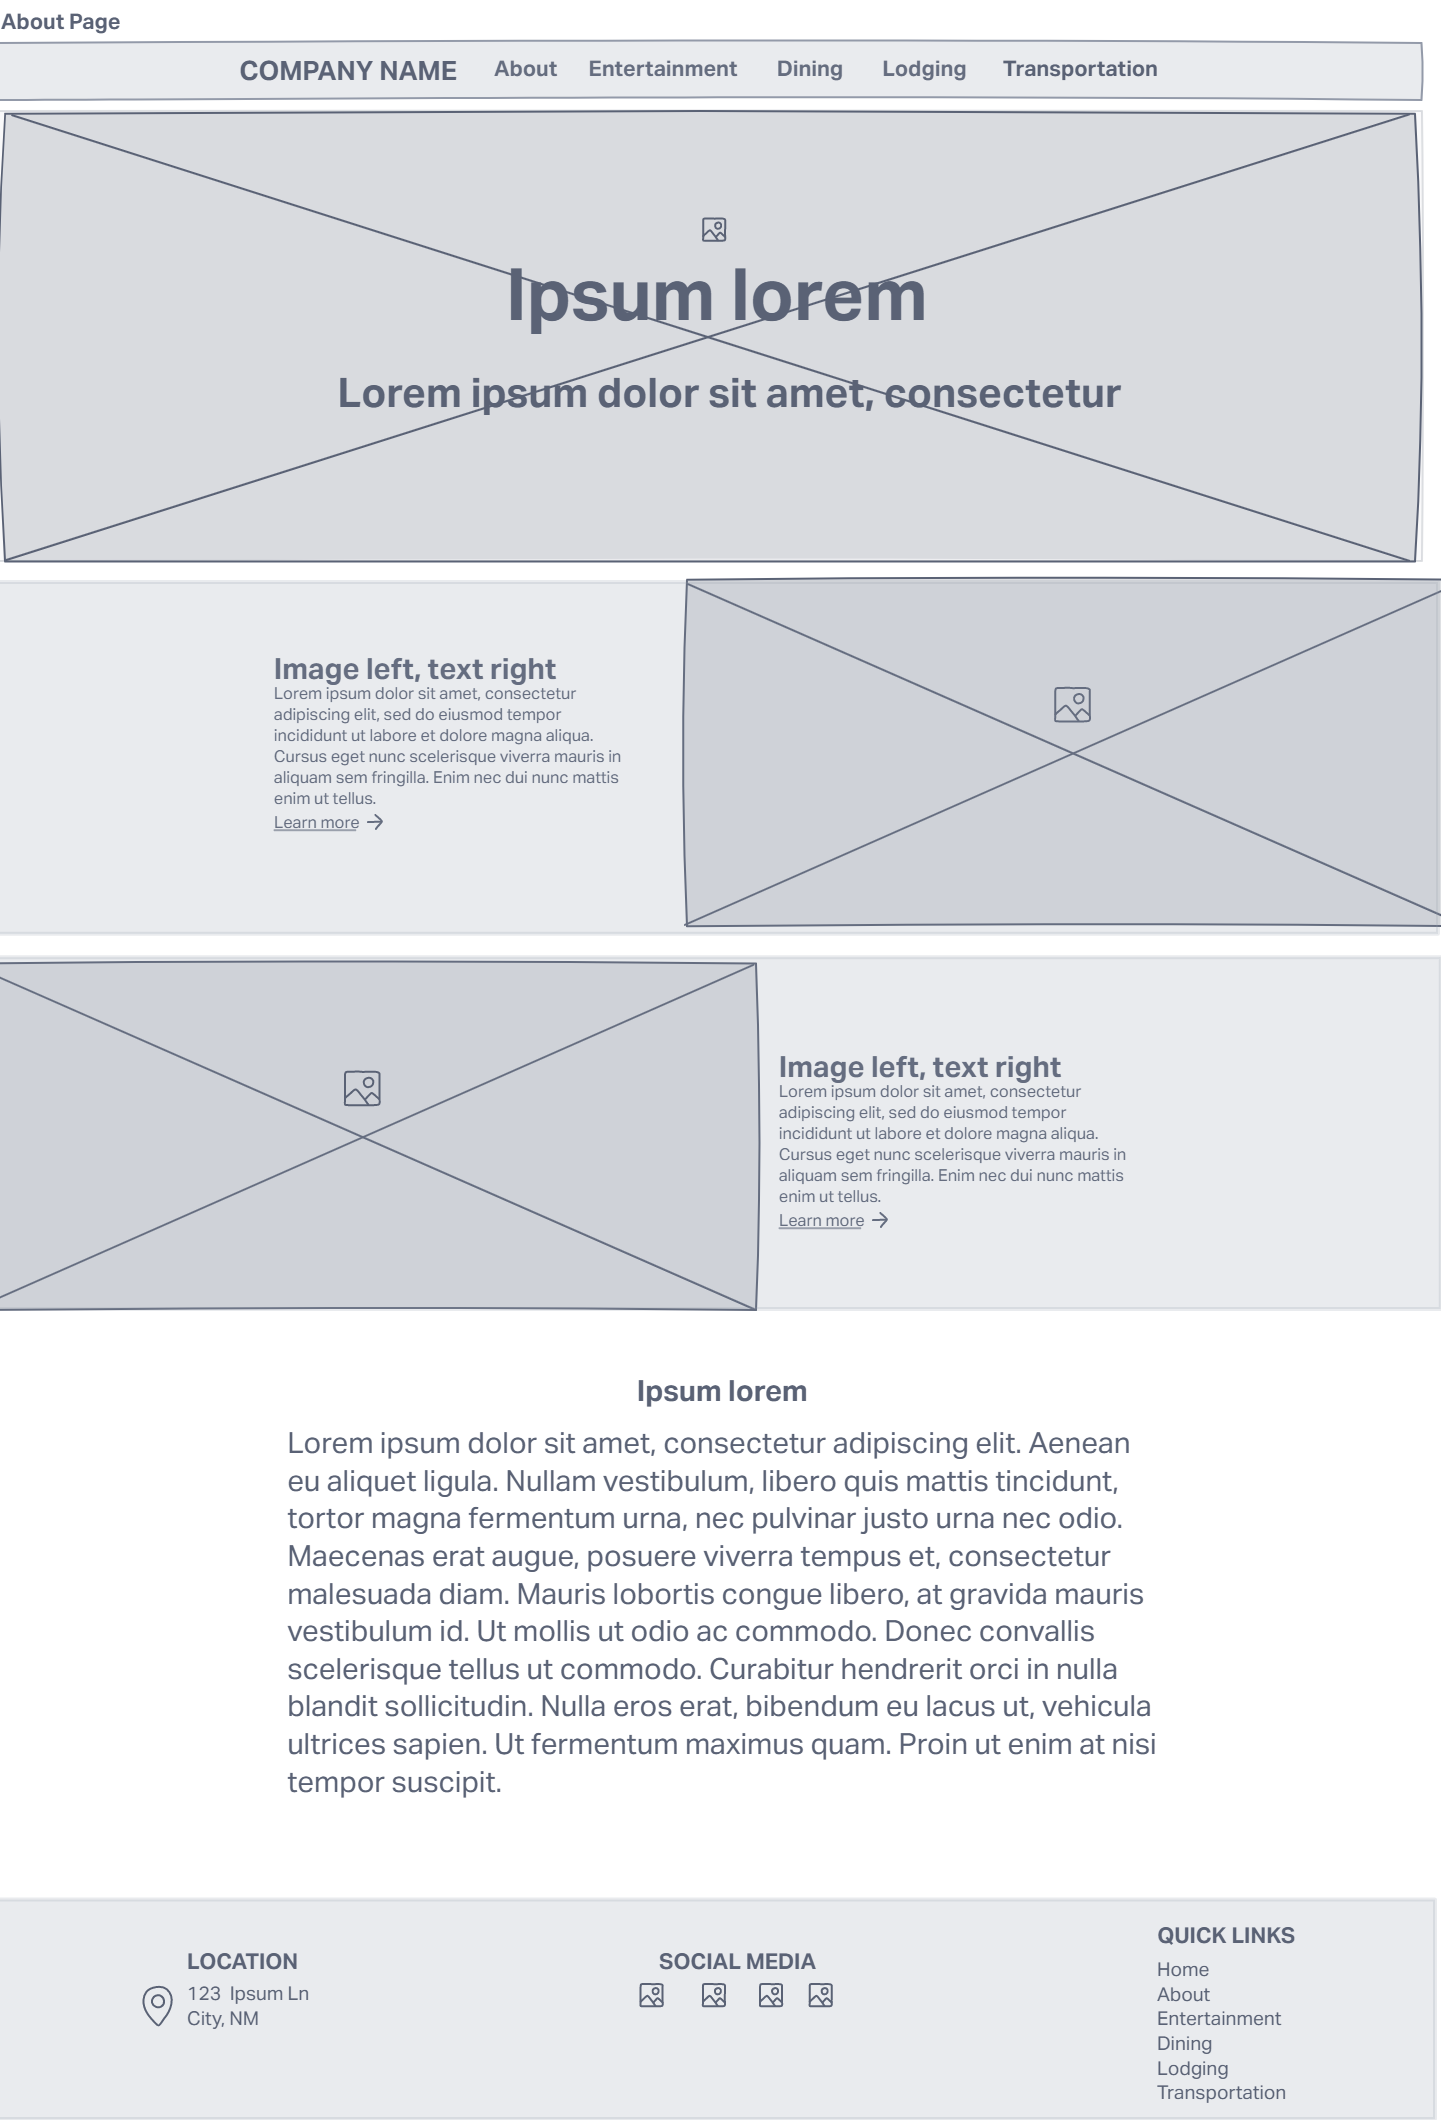 About Page
COMPANY NAME About Entertainment Dining Lodging Transportation
Ipsum lorem
Lorem ipsum dolor sit amet, consectetur
Image left, text right
Lorem ipsum dolor sit amet, consectetur
adipiscing elit, sed do eiusmod tempor
incididunt ut labore et dolore magna aliqua.
Cursus eget nunc scelerisque viverra mauris in
aliquam sem fringilla. Enim nec dui nunc mattis
enim ut tellus.
Learn more
Image left, text right
Lorem ipsum dolor sit amet, consectetur
adipiscing elit, sed do eiusmod tempor
incididunt ut labore et dolore magna aliqua.
Cursus eget nunc scelerisque viverra mauris in
aliquam sem fringilla. Enim nec dui nunc mattis
enim ut tellus.
Learn more
Ipsum lorem
Lorem ipsum dolor sit amet, consectetur adipiscing elit. Aenean
eu aliquet ligula. Nullam vestibulum, libero quis mattis tincidunt,
tortor magna fermentum urna, nec pulvinar justo urna nec odio.
Maecenas erat augue, posuere viverra tempus et, consectetur
malesuada diam. Mauris lobortis congue libero, at gravida mauris
vestibulum id. Ut mollis ut odio ac commodo. Donec convallis
scelerisque tellus ut commodo. Curabitur hendrerit orci in nulla
blandit sollicitudin. Nulla eros erat, bibendum eu lacus ut, vehicula
ultrices sapien. Ut fermentum maximus quam. Proin ut enim at nisi
tempor suscipit.
LOCATION
123 Ipsum Ln
City, NM
SOCIAL MEDIA
QUICK LINKS
Home
About
Entertainment
Dining
Lodging
Transportation